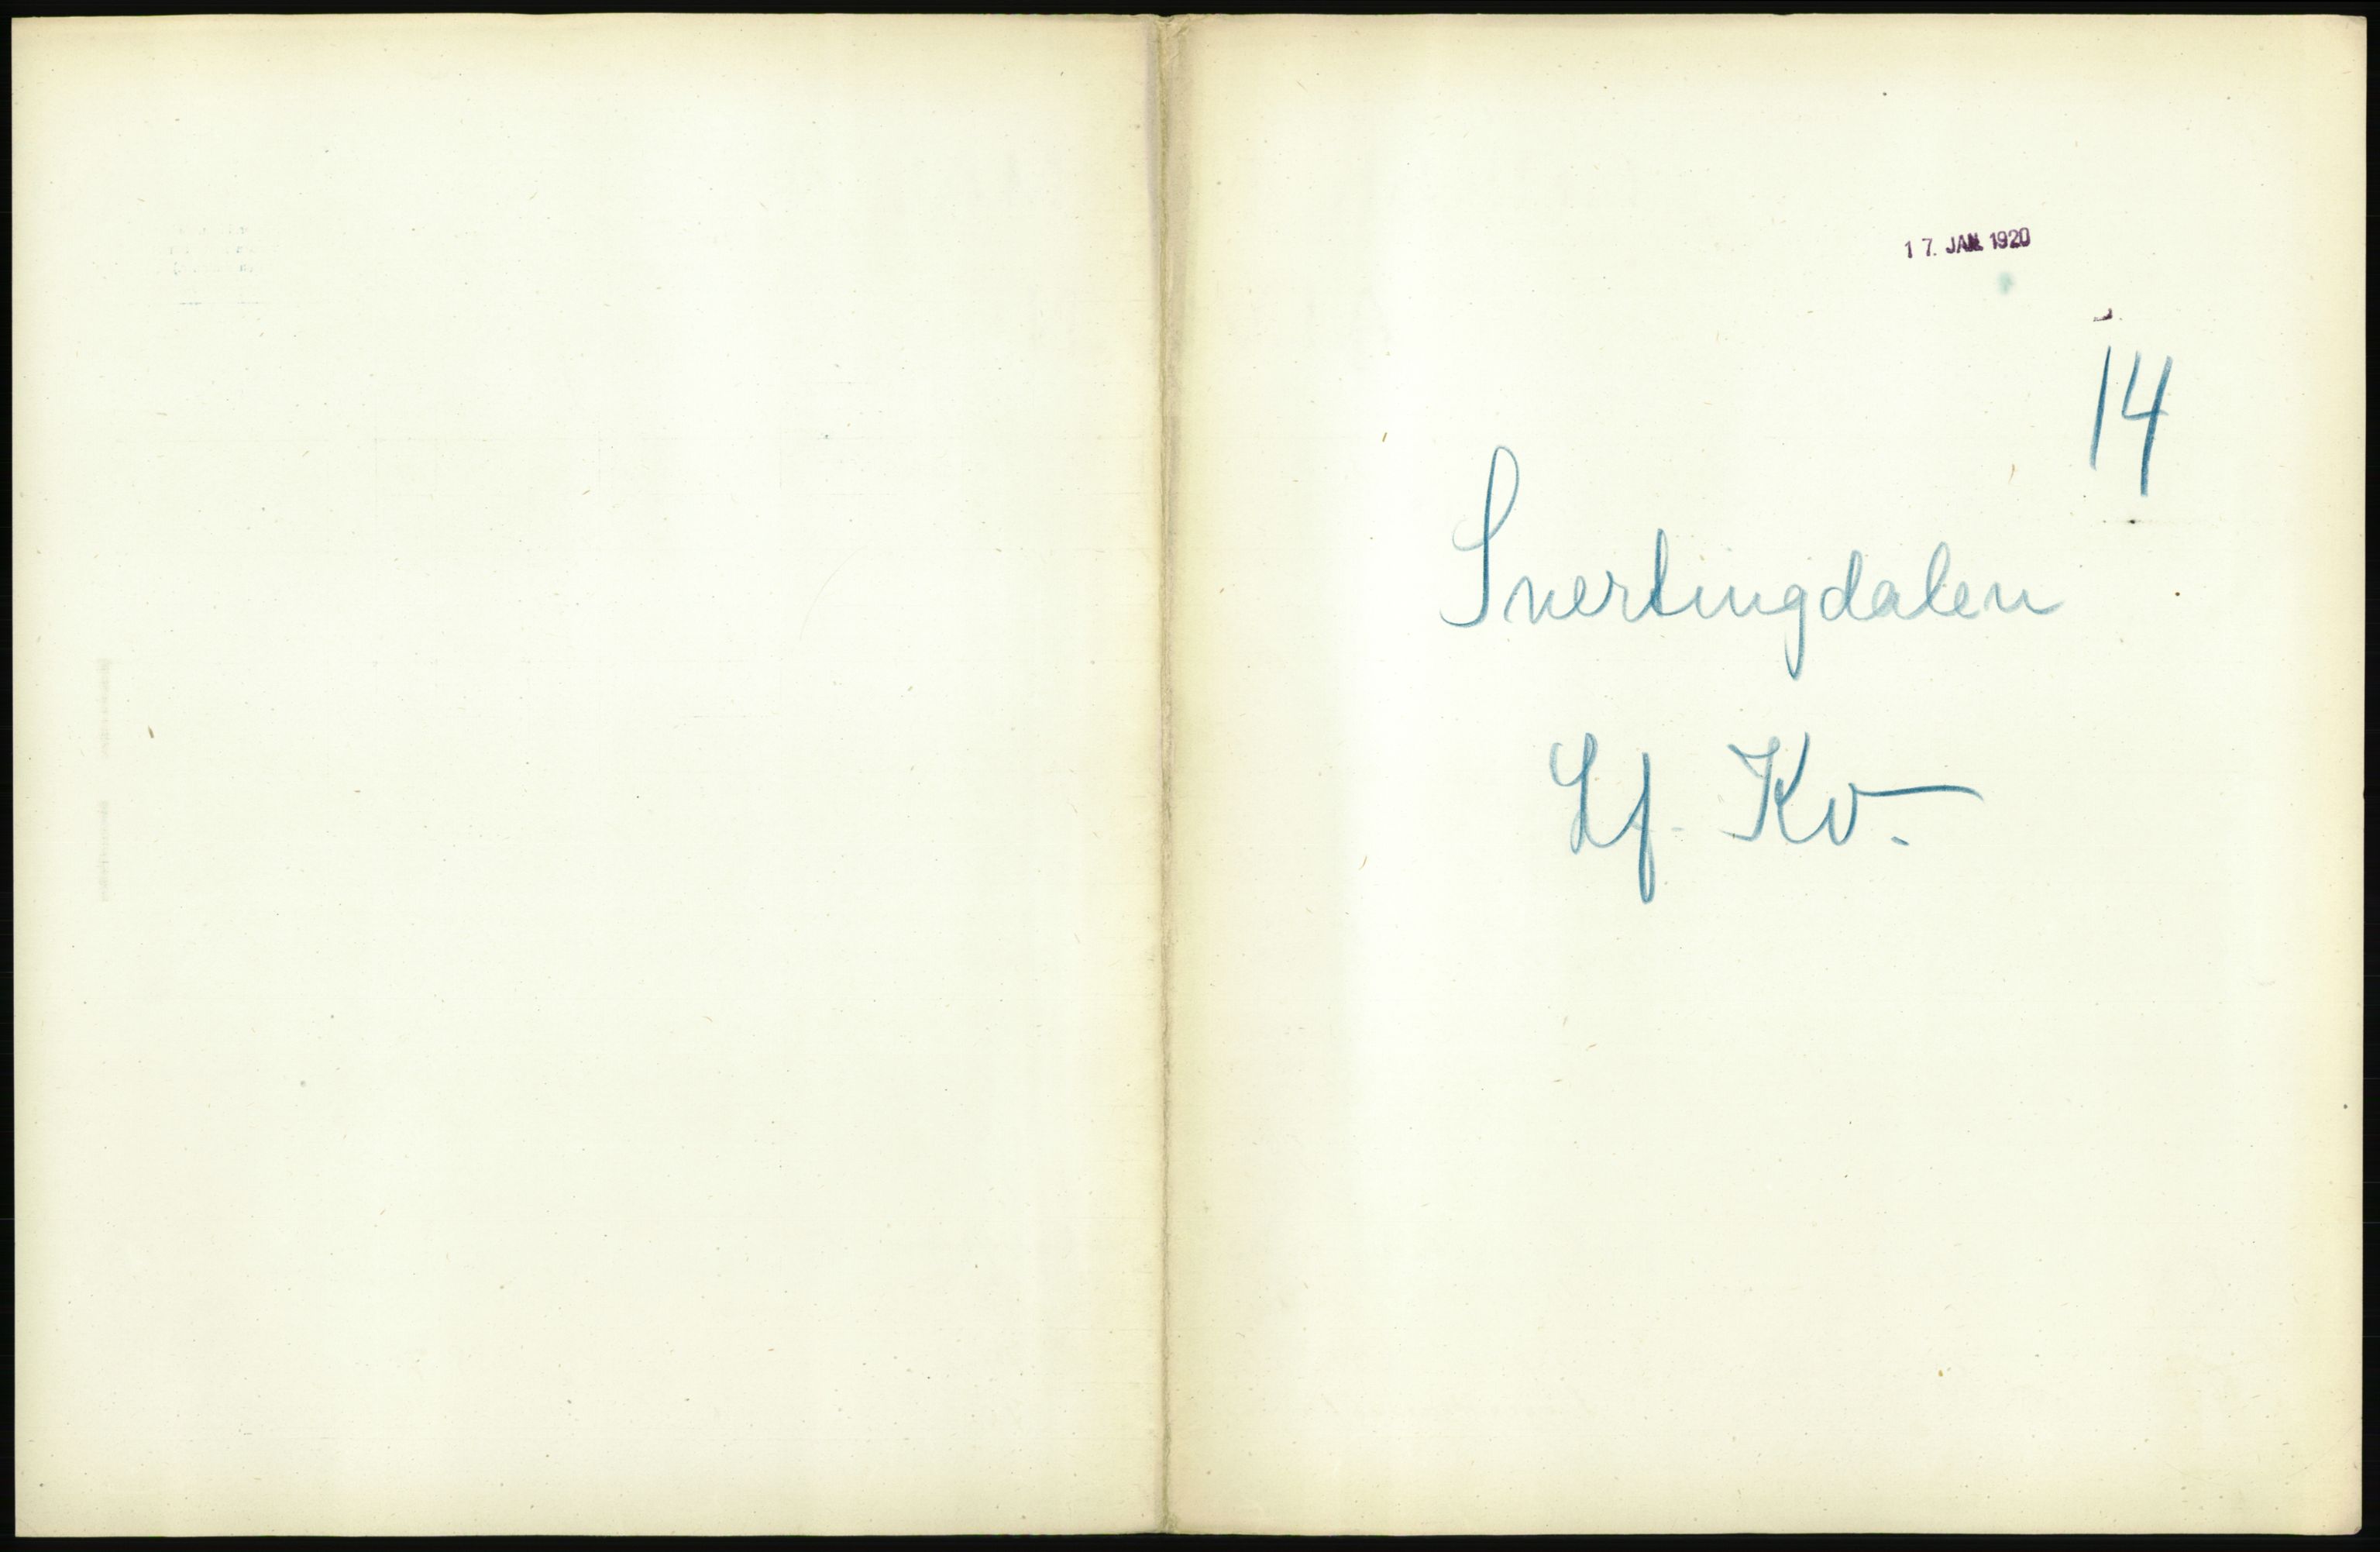 17. JAN. 1920
14
Snertingdalen
Lf. Kv.